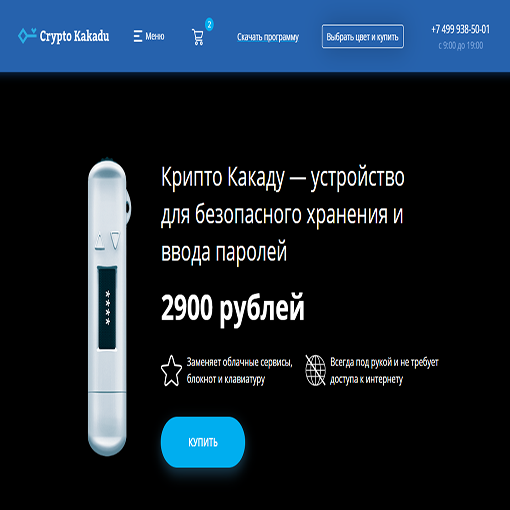 Crypto Kakadu
Меню
2
Скачать программу
Выбрать цвет и купить
+7 499 938-50-01
с 9:00 до 19:00
Крипто Какаду — устройство
для безопасного хранения и
ввода паролей
2900 рублей
****
Заменяет облачные сервисы,
блокнот и клавиатуру
Всегда под рукой и не требует
доступа к интернету
КУПИТЬ